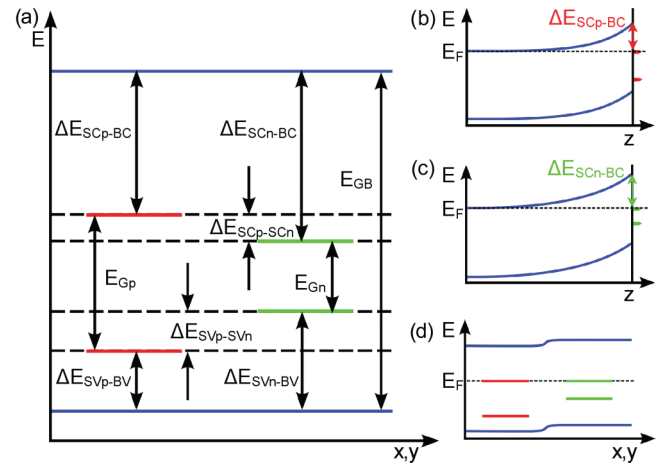 (a)
E
ΔE_SCp-BC
ΔE_SCn-BC
E_GB
ΔE_SCp-SCn
E_Gp
E_Gn
ΔE_SVp-SVn
ΔE_SVp-BV
ΔE_SVn-BV
x,y
(b)
E
ΔE_SCp-BC
E_F
z
(c)
E
ΔE_SCn-BC
E_F
z
(d)
E
E_F
x,y